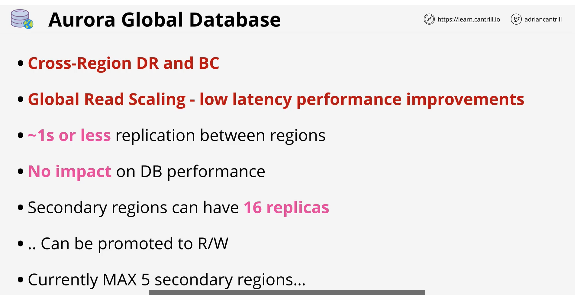 Aurora Global Database
https://learn.cantrill.io
adriancantrill
• Cross-Region DR and BC
• Global Read Scaling - low latency performance improvements
• ~1s or less replication between regions
• No impact on DB performance
• Secondary regions can have 16 replicas
• .. Can be promoted to R/W
• Currently MAX 5 secondary regions...